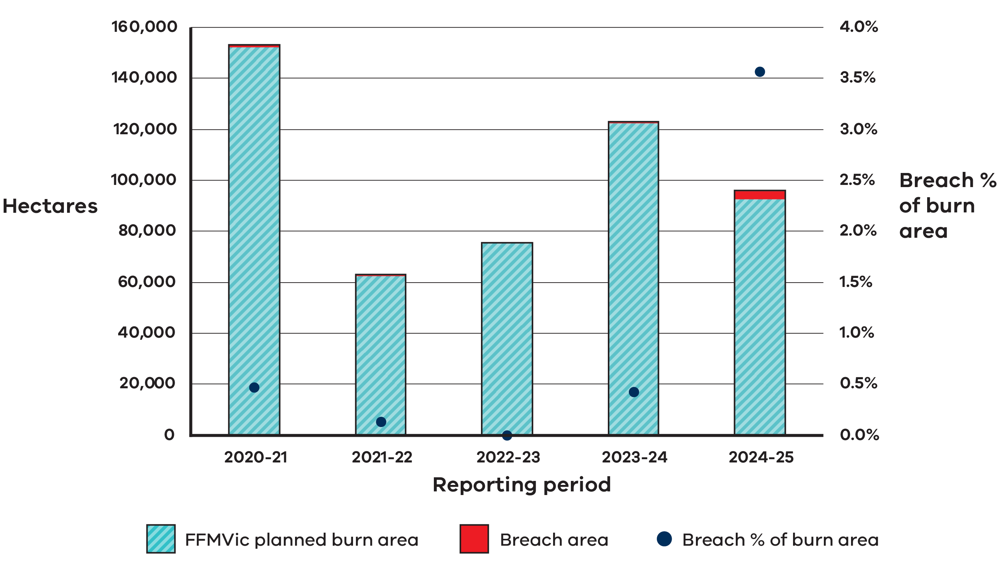 160,000
140,000
120,000
100,000
80,000
60,000
40,000
20,000
0
Hectares
4.0%
3.5%
3.0%
2.5%
2.0%
1.5%
1.0%
0.5%
0.0%
Breach %
of burn
area
2020-21 2021-22 2022-23 2023-24 2024-25
Reporting period
FFMVic planned burn area Breach area Breach % of burn area